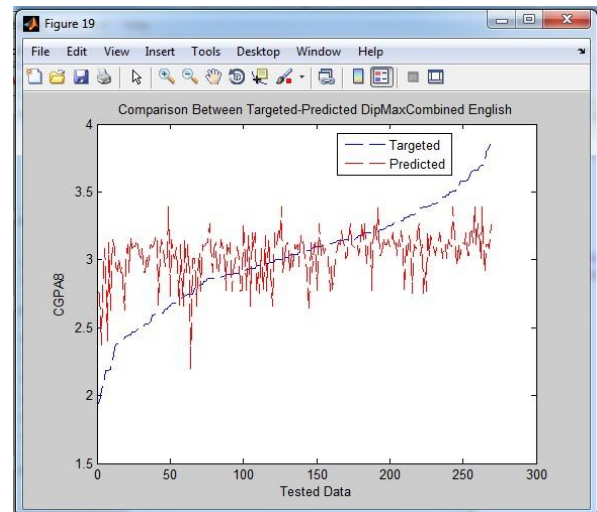 Figure 19
File Edit View Insert Tools Desktop Window Help
Comparison Between Targeted-Predicted DipMaxCombined English
Targeted
Predicted
4
3.5
3
2.5
2
1.5
CGPA8
0 50 100 150 200 250 300
Tested Data